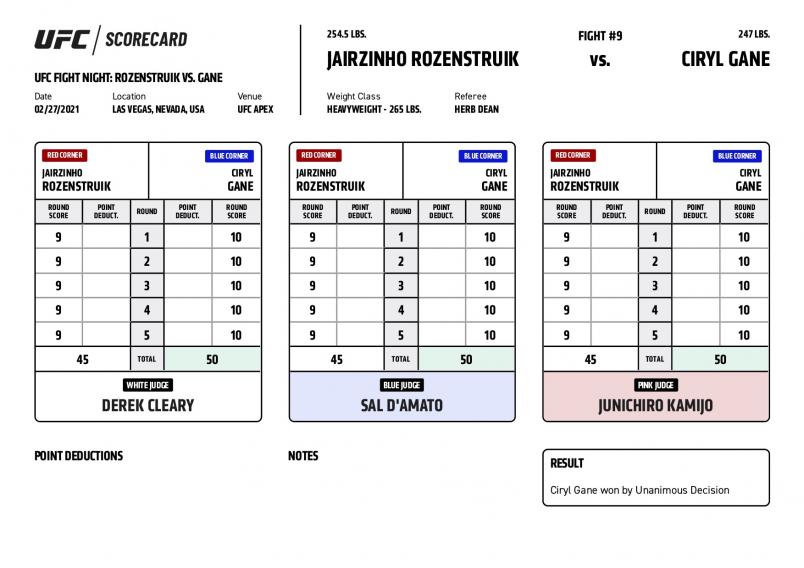 UFC SCORECARD
UFC FIGHT NIGHT: ROZENSTRUIK VS. GANE
Date Location Venue
02/27/2021 LAS VEGAS, NEVADA, USA UFC APEX
254.5 LBS. FIGHT #9 247 LBS.
JAIRZINHO ROZENSTRUIK VS. CIRYL GANE
Weight Class Referee
HEAVYWEIGHT - 265 LBS. HERB DEAN
RED CORNER BLUE CORNER
JAIRZINHO CIRYL
ROZENSTRUIK GANE
ROUND SCORE POINT DEDUCT. ROUND POINT DEDUCT. ROUND SCORE
9 1 10
9 2 10
9 3 10
9 4 10
9 5 10
45 TOTAL 50
WHITE JUDGE
DEREK CLEARY
RED CORNER BLUE CORNER
JAIRZINHO CIRYL
ROZENSTRUIK GANE
ROUND SCORE POINT DEDUCT. ROUND POINT DEDUCT. ROUND SCORE
9 1 10
9 2 10
9 3 10
9 4 10
9 5 10
45 TOTAL 50
BLUE JUDGE
SAL D'AMATO
RED CORNER BLUE CORNER
JAIRZINHO CIRYL
ROZENSTRUIK GANE
ROUND SCORE POINT DEDUCT. ROUND POINT DEDUCT. ROUND SCORE
9 1 10
9 2 10
9 3 10
9 4 10
9 5 10
45 TOTAL 50
PINK JUDGE
JUNICHIRO KAMIJO
POINT DEDUCTIONS
NOTES
RESULT
Ciryl Gane won by Unanimous Decision